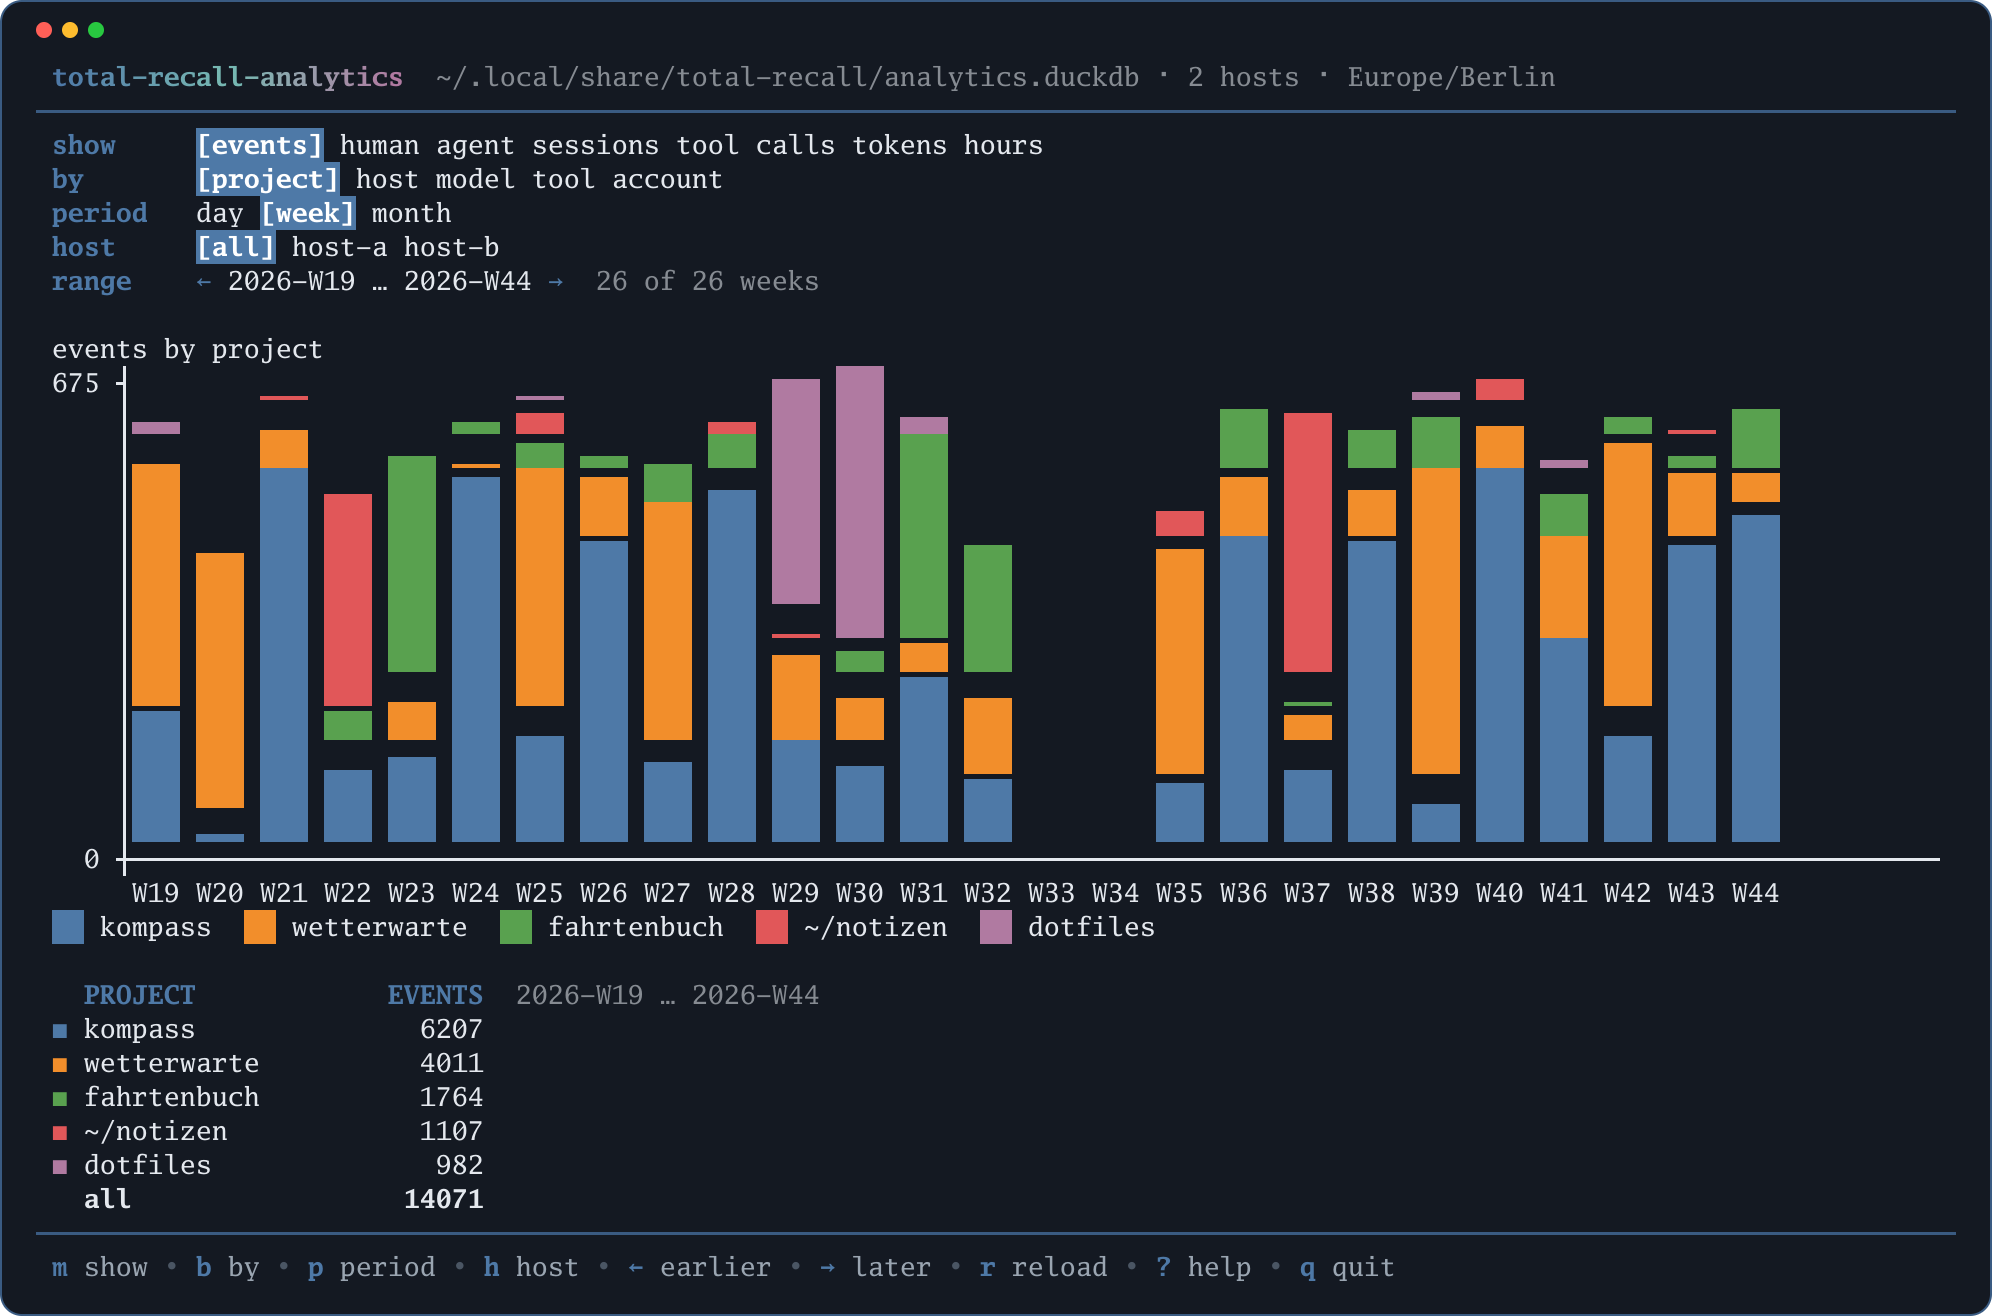 total-recall-analytics ~/.local/share/total-recall/analytics.duckdb · 2 hosts · Europe/Berlin
show [events] human agent sessions tool calls tokens hours
by [project] host model tool account
period day [week] month
host [all] host-a host-b
range ← 2026-W19 … 2026-W44 → 26 of 26 weeks
events by project
675
0
W19 W20 W21 W22 W23 W24 W25 W26 W27 W28 W29 W30 W31 W32 W33 W34 W35 W36 W37 W38 W39 W40 W41 W42 W43 W44
kompass wetterwarte fahrtenbuch ~/notizen dotfiles
PROJECT EVENTS 2026-W19 … 2026-W44
kompass 6207
wetterwarte 4011
fahrtenbuch 1764
~/notizen 1107
dotfiles 982
all 14071
m show • b by • p period • h host • ← earlier • → later • r reload • ? help • q quit